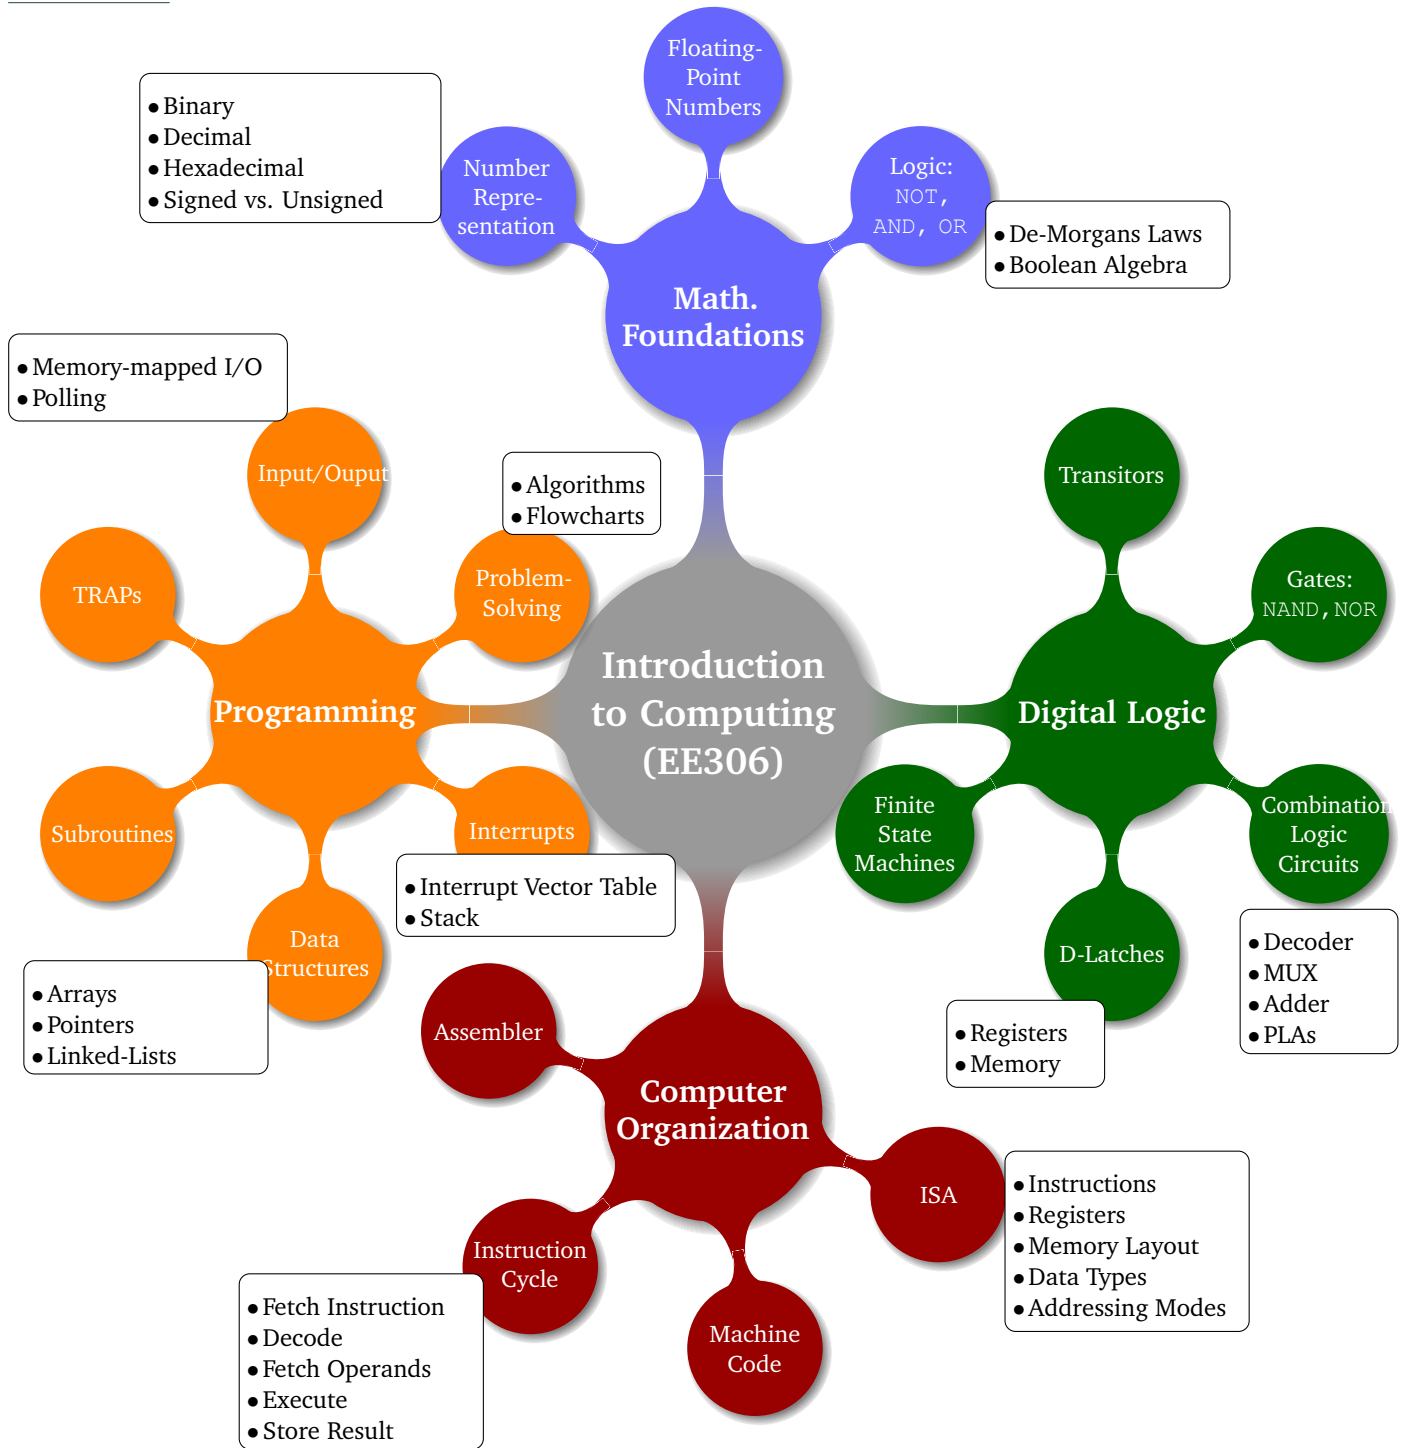 Floating-
Point
Numbers
• Binary
• Decimal
• Hexadecimal
• Signed vs. Unsigned
Number
Repre-
sentation
Logic:
NOT,
AND, OR
• De-Morgans Laws
• Boolean Algebra
Math.
Foundations
• Memory-mapped I/O
• Polling
Input/Ouput
• Algorithms
• Flowcharts
Problem-
Solving
TRAPs
Programming
Subroutines
Interrupts
• Interrupt Vector Table
• Stack
Data
Structures
• Arrays
• Pointers
• Linked-Lists
Introduction
to Computing
(EE306)
Transitors
Gates:
NAND,NOR
Digital Logic
Finite
State
Machines
Combination
Logic
Circuits
• Decoder
• MUX
• Adder
• PLAs
D-Latches
• Registers
• Memory
Assembler
Computer
Organization
ISA
• Instructions
• Registers
• Memory Layout
• Data Types
• Addressing Modes
Instruction
Cycle
• Fetch Instruction
• Decode
• Fetch Operands
• Execute
• Store Result
Machine
Code